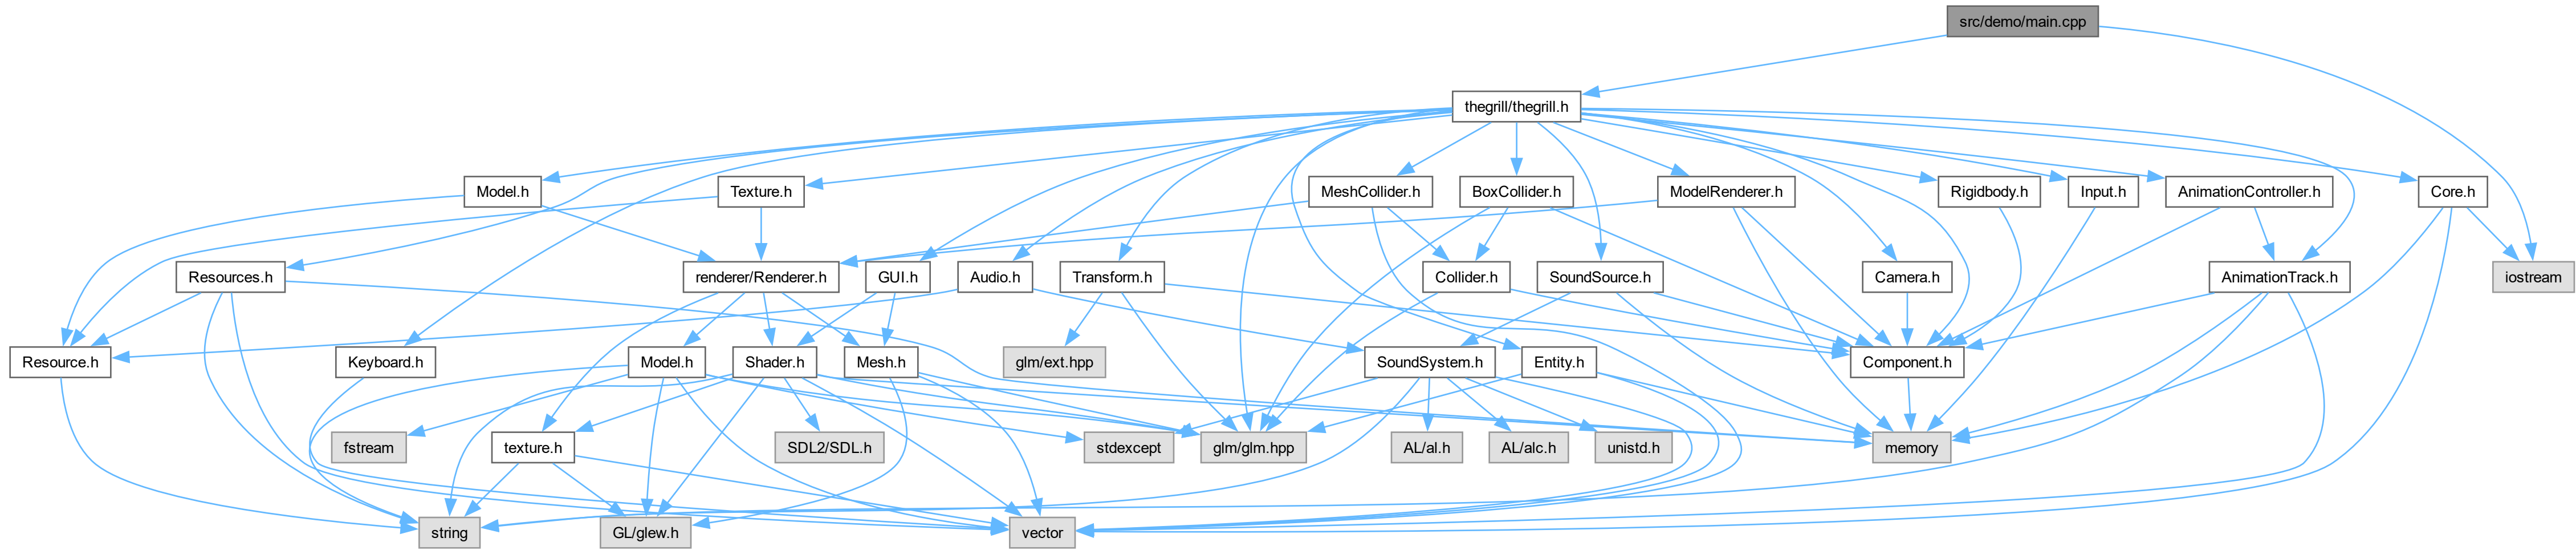 src/demo/main.cpp
thegrill/thegrill.h
Model.h
Texture.h
MeshCollider.h
BoxCollider.h
ModelRenderer.h
Rigidbody.h
Input.h
AnimationController.h
Core.h
Resources.h
renderer/Renderer.h
GUI.h
Audio.h
Transform.h
Collider.h
SoundSource.h
Camera.h
AnimationTrack.h
iostream
Resource.h
Keyboard.h
Model.h
Shader.h
Mesh.h
glm/ext.hpp
SoundSystem.h
Entity.h
Component.h
fstream
texture.h
SDL2/SDL.h
stdexcept
glm/glm.hpp
AL/al.h
AL/alc.h
unistd.h
memory
string
GL/glew.h
vector